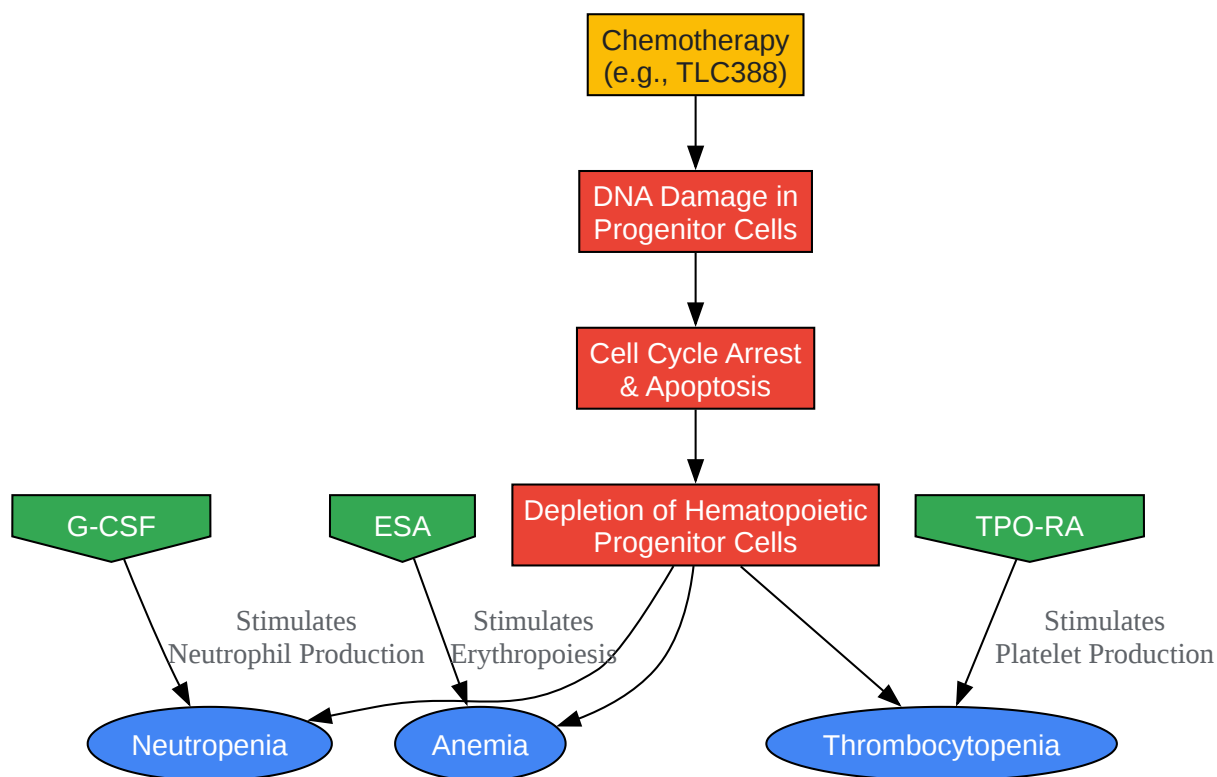 Chemotherapy
(e.g., TLC388)
DNA Damage in
Progenitor Cells
Cell Cycle Arrest
& Apoptosis
G-CSF
ESA
Depletion of Hematopoietic
Progenitor Cells
TPO-RA
Stimulates
Neutrophil Production
Stimulates
Erythropoiesis
Stimulates
Platelet Production
Neutropenia
Anemia
Thrombocytopenia